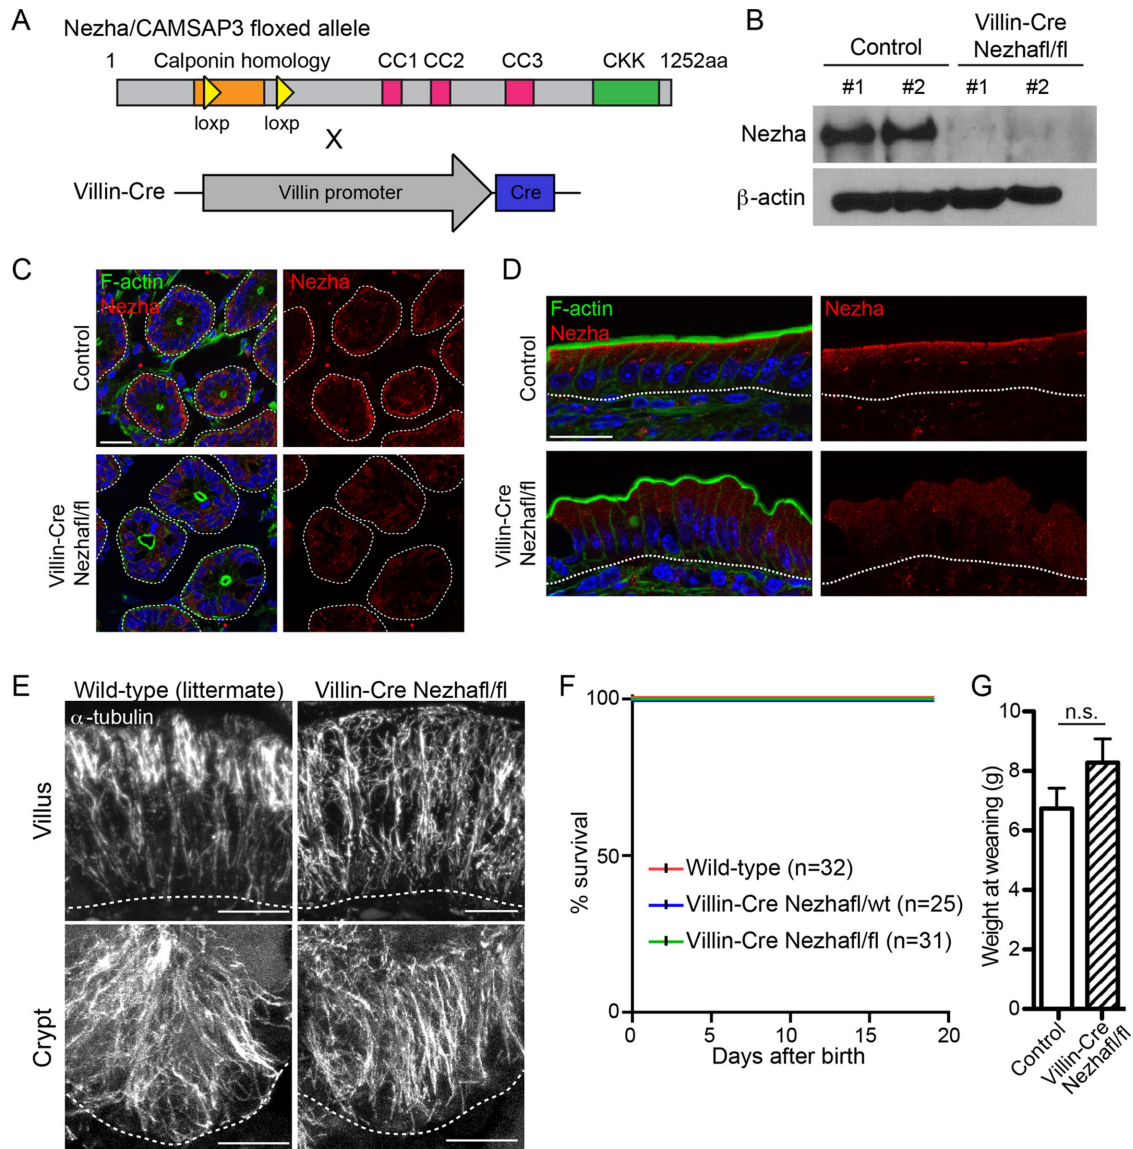 A
Nezha/CAMSAP3 floxed allele
1 Calponin homology CC1 CC2 CC3 CKK 1252aa
loxp loxp
X
Villin-Cre Villin promoter Cre
B
Villin-Cre
Control Nezhafl/fl
#1 #2 #1 #2
Nezha
β-actin
C
F-actin
Nezha
Nezha
Control
Villin-Cre
Nezhafl/fl
D
F-actin
Nezha
Nezha
Control
Villin-Cre
Nezhafl/fl
E
Wild-type (littermate) Villin-Cre Nezhafl/fl
α-tubulin
Villus
Crypt
F
100
50
0
% survival
Wild-type (n=32)
Villin-Cre Nezhafl/wt (n=25)
Villin-Cre Nezhafl/fl (n=31)
0 5 10 15 20
Days after birth
G
n.s.
10
8
6
4
2
0
Weight at weaning (g)
Control
Villin-Cre
Nezhafl/fl